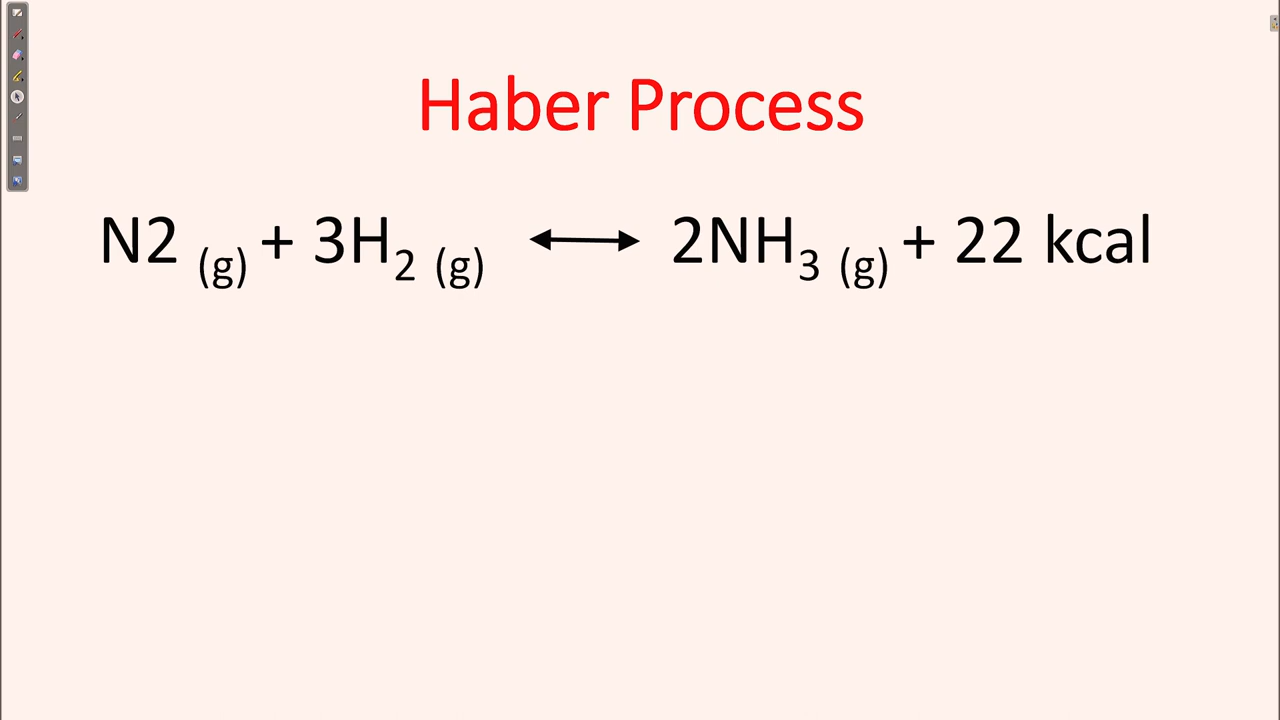 Haber Process
N2 (g) + 3H₂ (g) ↔ 2NH₃ (g) + 22 kcal